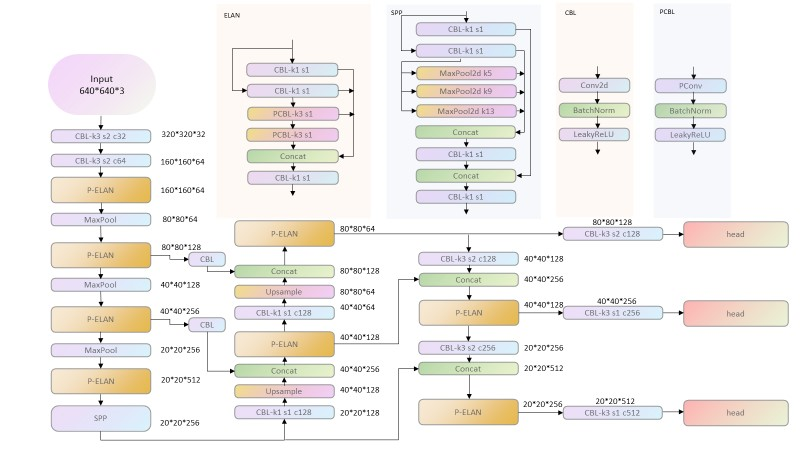 ELAN
CBL-k1 s1
CBL-k1 s1
PCBL-k3 s1
PCBL-k3 s1
Concat
CBL-k1 s1
SPP
CBL-k1 s1
CBL-k1 s1
MaxPool2d k5
MaxPool2d k9
MaxPool2d k13
Concat
CBL-k1 s1
Concat
CBL-k1 s1
CBL
Conv2d
BatchNorm
LeakyReLU
PCBL
PConv
BatchNorm
LeakyReLU
Input
640*640*3
CBL-k3 s2 c32
320*320*32
CBL-k3 s2 c64
160*160*64
P-ELAN
160*160*64
MaxPool
80*80*64
P-ELAN
80*80*128
CBL
MaxPool
40*40*128
P-ELAN
40*40*256
CBL
MaxPool
20*20*256
P-ELAN
20*20*512
SPP
20*20*256
P-ELAN
80*80*64
Concat
80*80*128
Upsample
80*80*64
CBL-k1 s1 c128
40*40*64
P-ELAN
40*40*128
Concat
40*40*256
Upsample
40*40*128
CBL-k1 s1 c128
20*20*128
80*80*128
CBL-k3 s2 c128
head
CBL-k3 s2 c128
40*40*128
Concat
40*40*256
P-ELAN
40*40*128
40*40*256
CBL-k3 s1 c256
head
CBL-k3 s2 c256
20*20*256
Concat
20*20*512
P-ELAN
20*20*256
20*20*512
CBL-k3 s1 c512
head